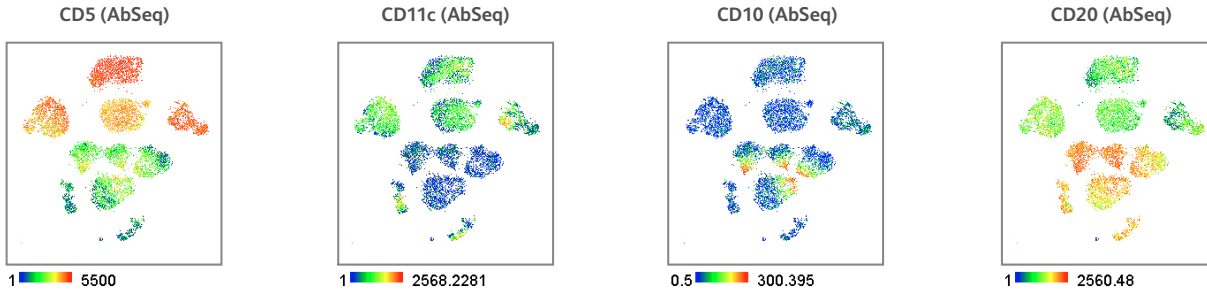 CD5 (AbSeq) CD11c (AbSeq) CD10 (AbSeq) CD20 (AbSeq)
1 5500 1 2568.2281 0.5 300.395 1 2560.48